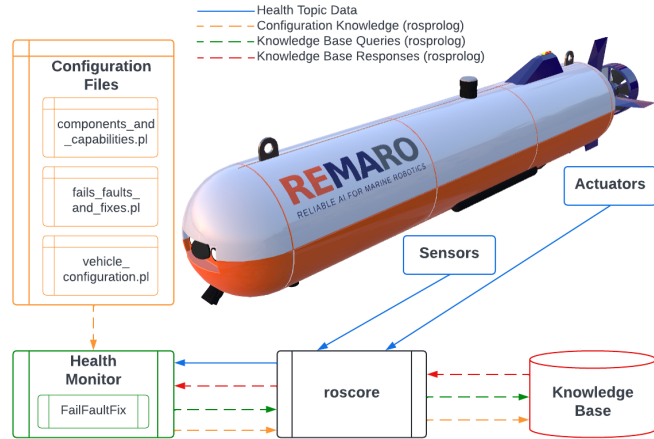 Health Topic Data
Configuration Knowledge (rosprolog)
Knowledge Base Queries (rosprolog)
Knowledge Base Responses (rosprolog)
Configuration
Files
components_and
_capabilities.pl
fails_faults_
and_fixes.pl
vehicle_
configuration.pl
REMARO
RELIABLE AI FOR MARINE ROBOTICS
Actuators
Sensors
Health
Monitor
FailFaultFix
roscore
Knowledge
Base